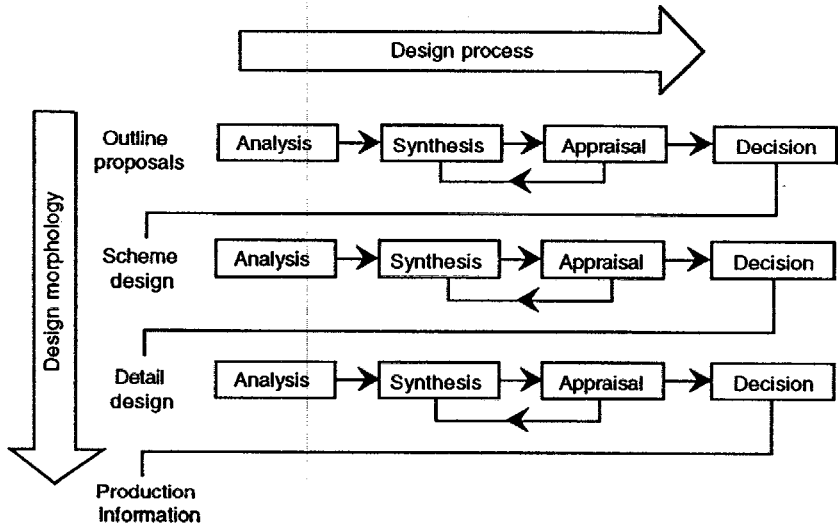 Design process
Design morphology
Outline
proposals
Analysis
Synthesis
Appraisal
Decision
Scheme
design
Analysis
Synthesis
Appraisal
Decision
Detail
design
Analysis
Synthesis
Appraisal
Decision
Production
Information